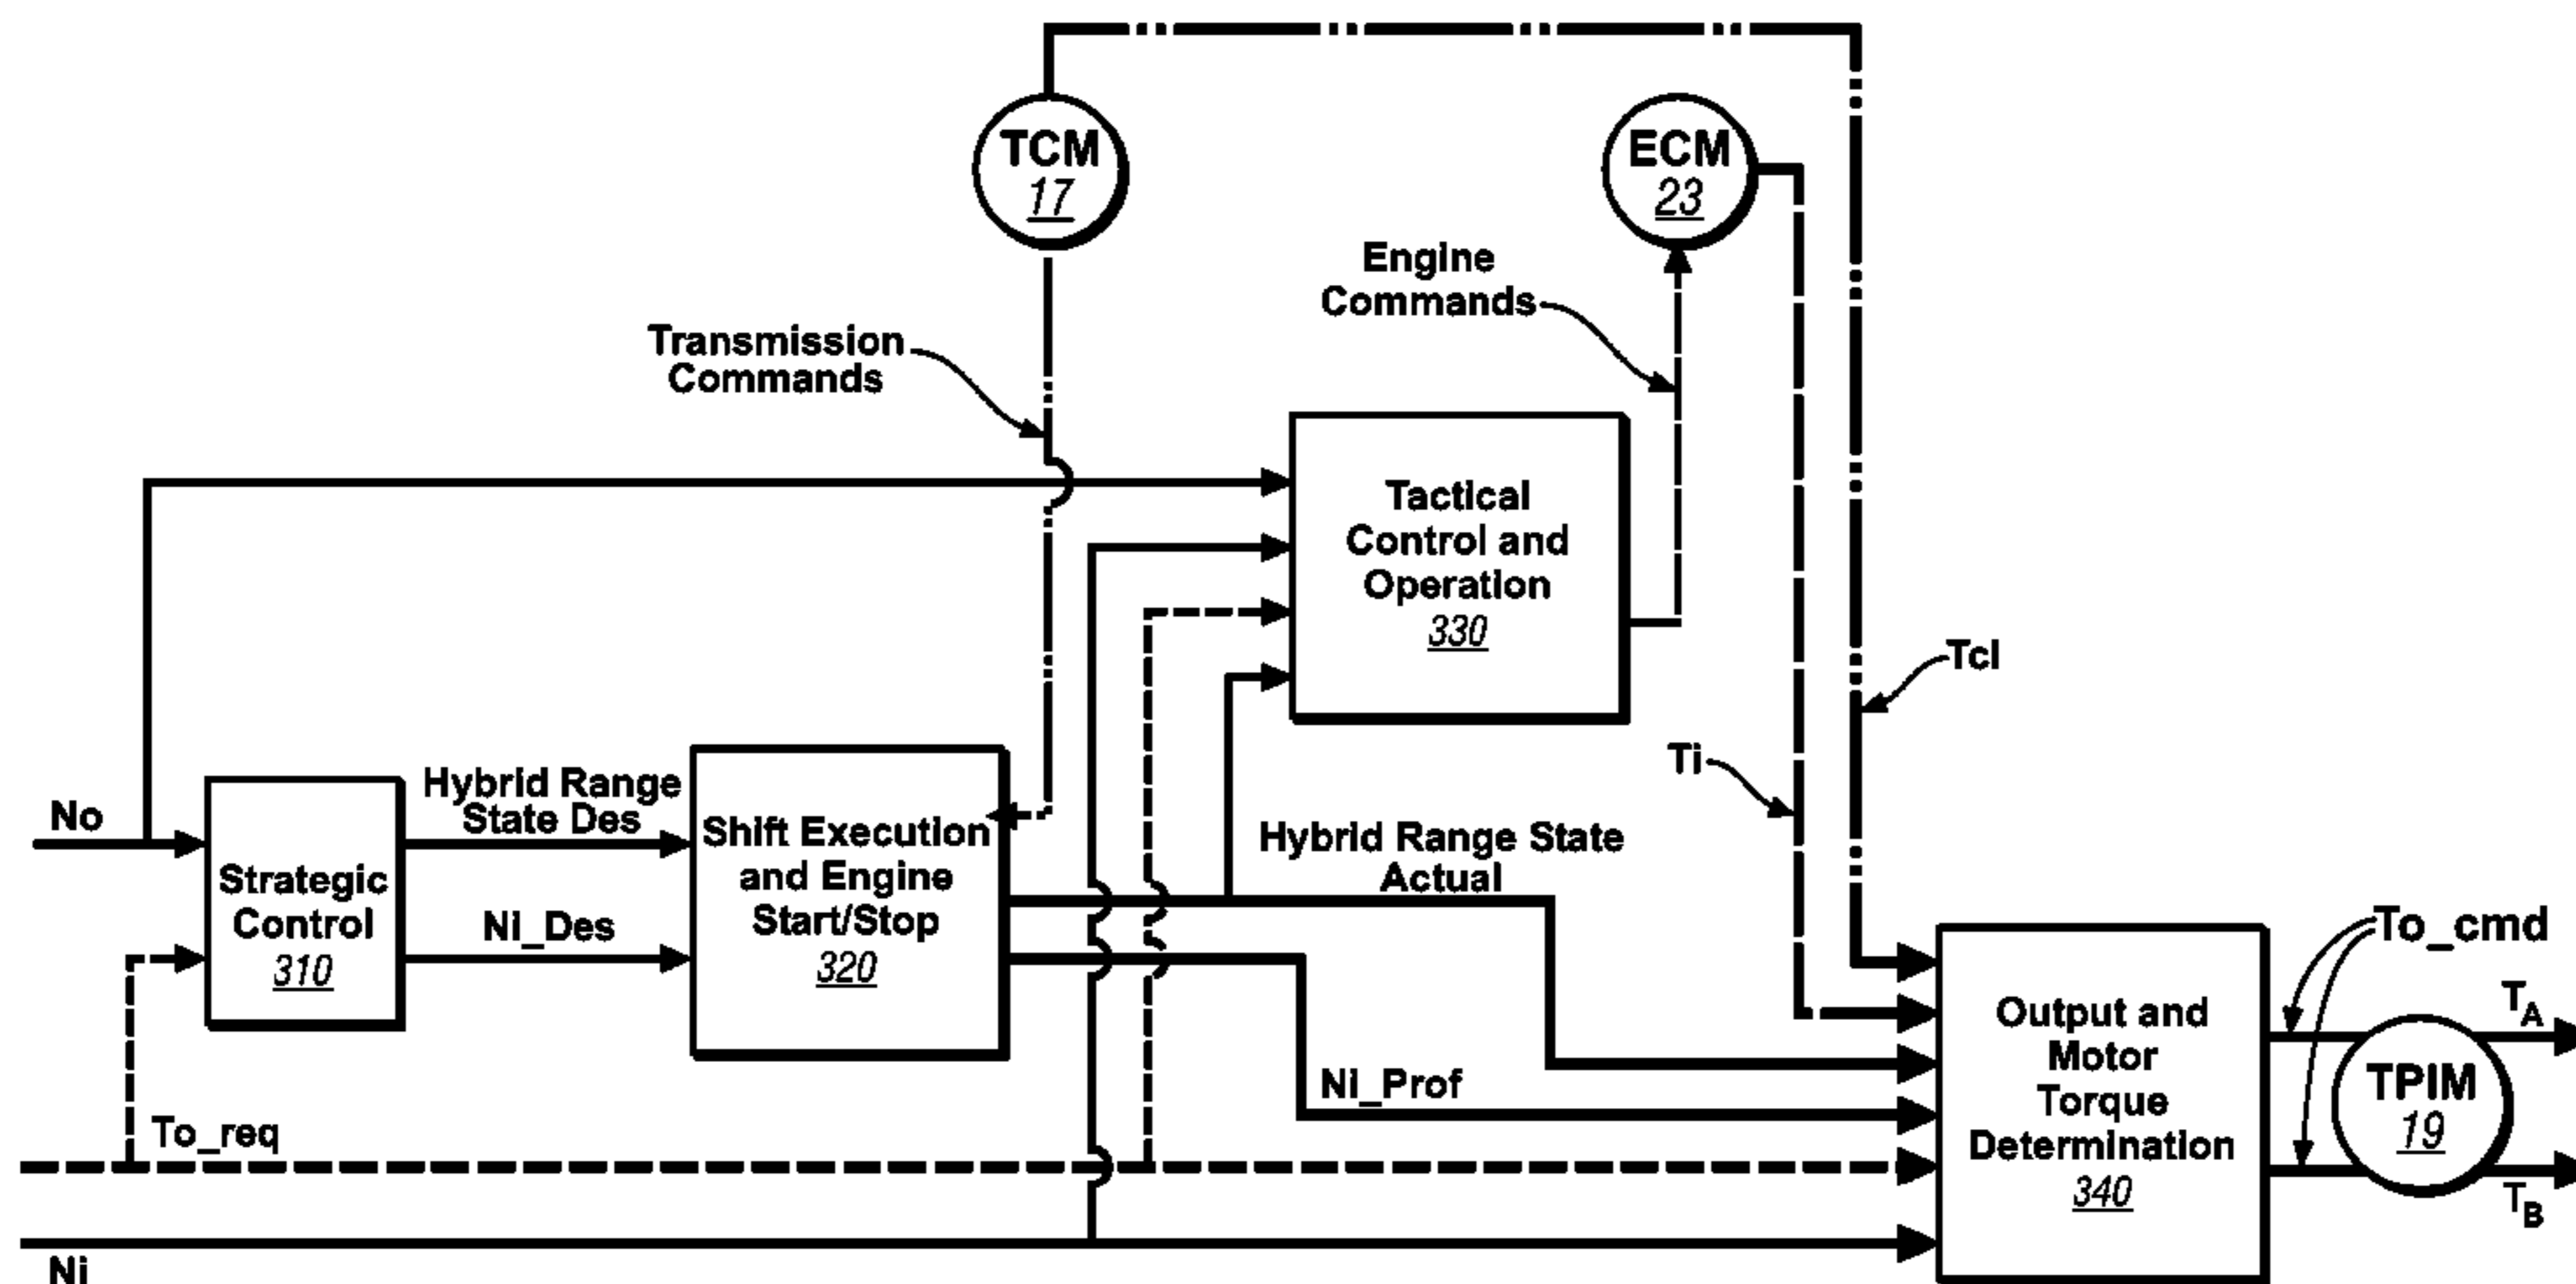 TCM
17
ECM
23
Engine
Commands
Transmission
Commands
Tactical
Control and
Operation
330
Tcl
Ti
No
Hybrid Range
State Des
Strategic
Control
310
Ni_Des
Shift Execution
and Engine
Start/Stop
320
Hybrid Range State
Actual
Ni_Prof
To_req
Ni
Output and
Motor
Torque
Determination
340
To_cmd
TA
TPIM
19
TB